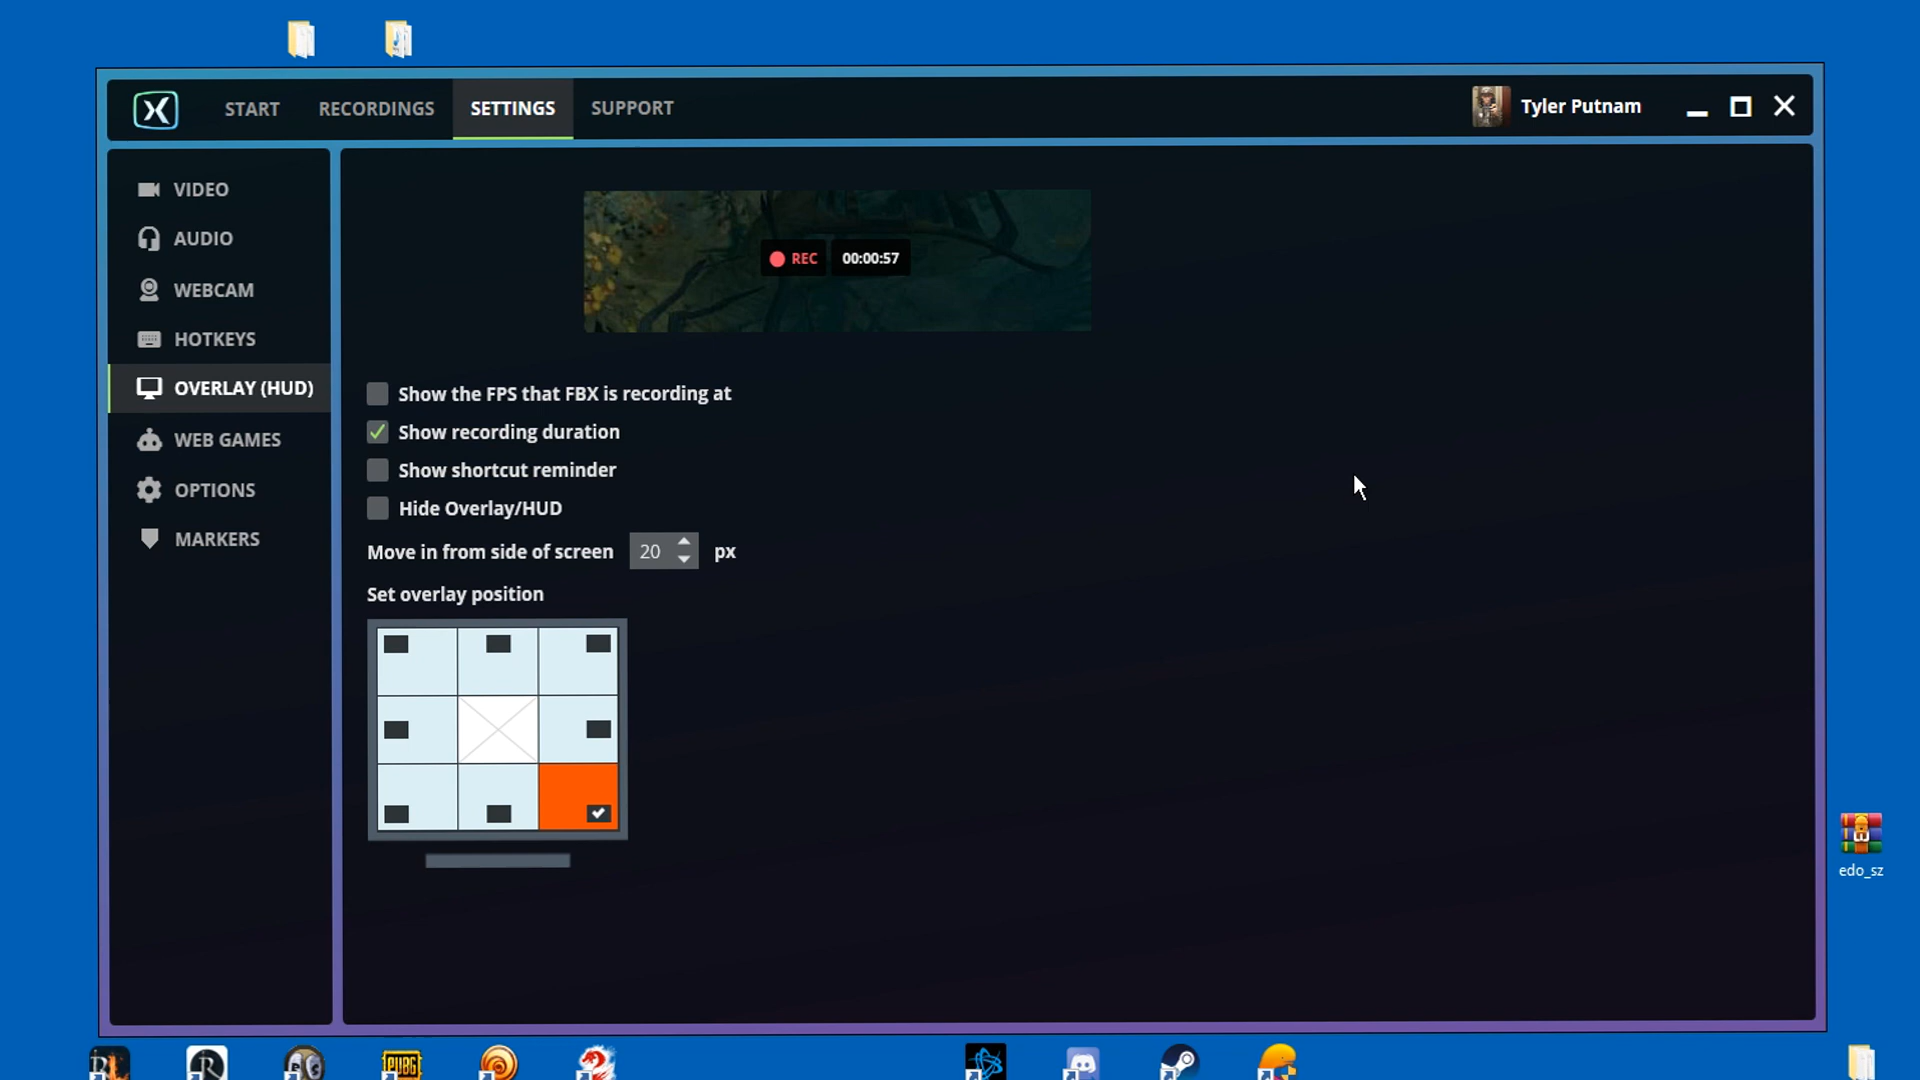 START RECORDINGS SETTINGS SUPPORT Tyler Putnam
VIDEO
AUDIO
WEBCAM
HOTKEYS
OVERLAY (HUD)
WEB GAMES
OPTIONS
MARKERS
REC 00:00:57
Show the FPS that FBX is recording at
Show recording duration
Show shortcut reminder
Hide Overlay/HUD
Move in from side of screen 20 px
Set overlay position
edo_sz
PUBG